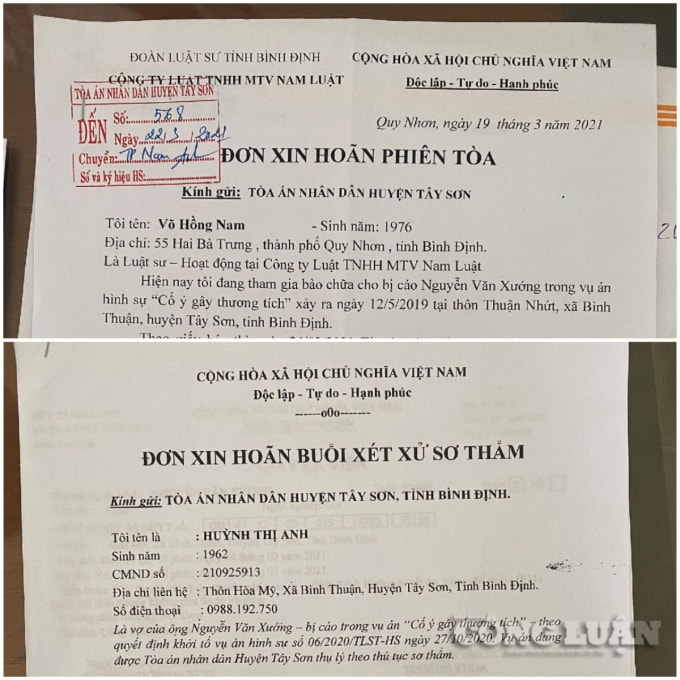 ĐOÀN LUẬT SƯ TỈNH BÌNH ĐỊNH
CÔNG TY LUẬT TNHH MTV NAM LUẬT
CỘNG HÒA XÃ HỘI CHỦ NGHĨA VIỆT NAM
Độc lập - Tự do - Hạnh phúc
TÒA ÁN NHÂN DÂN HUYỆN TÂY SƠN
ĐẾN
Số: 568
Ngày 22/3/2021
Chuyển:
Số và ký hiệu HS:
Quy Nhơn, ngày 19 tháng 3 năm 2021
ĐƠN XIN HOÃN PHIÊN TÒA
Kính gửi: TÒA ÁN NHÂN DÂN HUYỆN TÂY SƠN
Tôi tên: Võ Hồng Nam - Sinh năm: 1976
Địa chỉ: 55 Hai Bà Trưng , thành phố Quy Nhơn , tỉnh Bình Định.
Là Luật sư – Hoạt động tại Công ty Luật TNHH MTV Nam Luật
Hiện nay tôi đang tham gia bào chữa cho bị cáo Nguyễn Văn Xướng trong vụ án
hình sự “Cố ý gây thương tích” xảy ra ngày 12/5/2019 tại thôn Thuận Nhứt, xã Bình
Thuận, huyện Tây Sơn, tỉnh Bình Định.
CỘNG HÒA XÃ HỘI CHỦ NGHĨA VIỆT NAM
Độc lập - Tự do - Hạnh phúc
------o0o------
ĐƠN XIN HOÃN BUỔI XÉT XỬ SƠ THẨM
Kính gửi: TÒA ÁN NHÂN DÂN HUYỆN TÂY SƠN, TỈNH BÌNH ĐỊNH.
Tôi tên là : HUỲNH THỊ ANH
Sinh năm : 1962
CMND số : 210925913
Địa chỉ liên hệ : Thôn Hòa Mỹ, Xã Bình Thuận, Huyện Tây Sơn, Tỉnh Bình Định.
Số điện thoại : 0988.192.750
Là vợ của ông Nguyễn Văn Xướng – bị cáo trong vụ án “Cố ý gây thương tích” - theo
quyết định khởi tố vụ án hình sự số 06/2020/TLST-HS ngày 27/10/2020. Vụ án đang
được Tòa án nhân dân Huyện Tây Sơn thụ lý theo thủ tục sơ thẩm.
CÔNG LUẬN